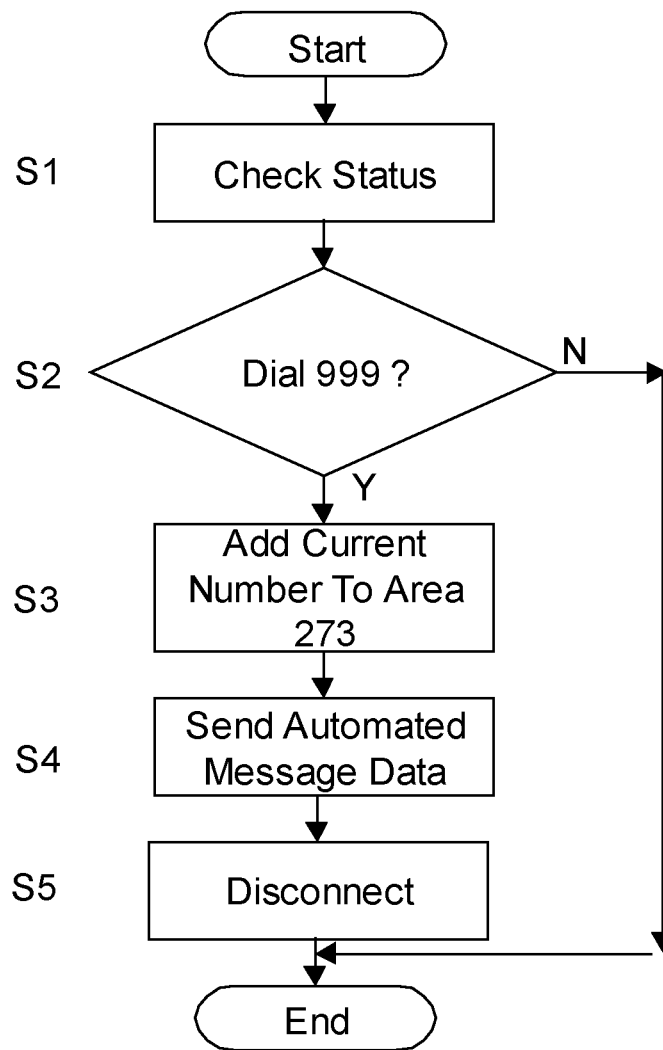 Start
S1
Check Status
S2
Dial 999 ?
N
Y
S3
Add Current
Number To Area
273
S4
Send Automated
Message Data
S5
Disconnect
End